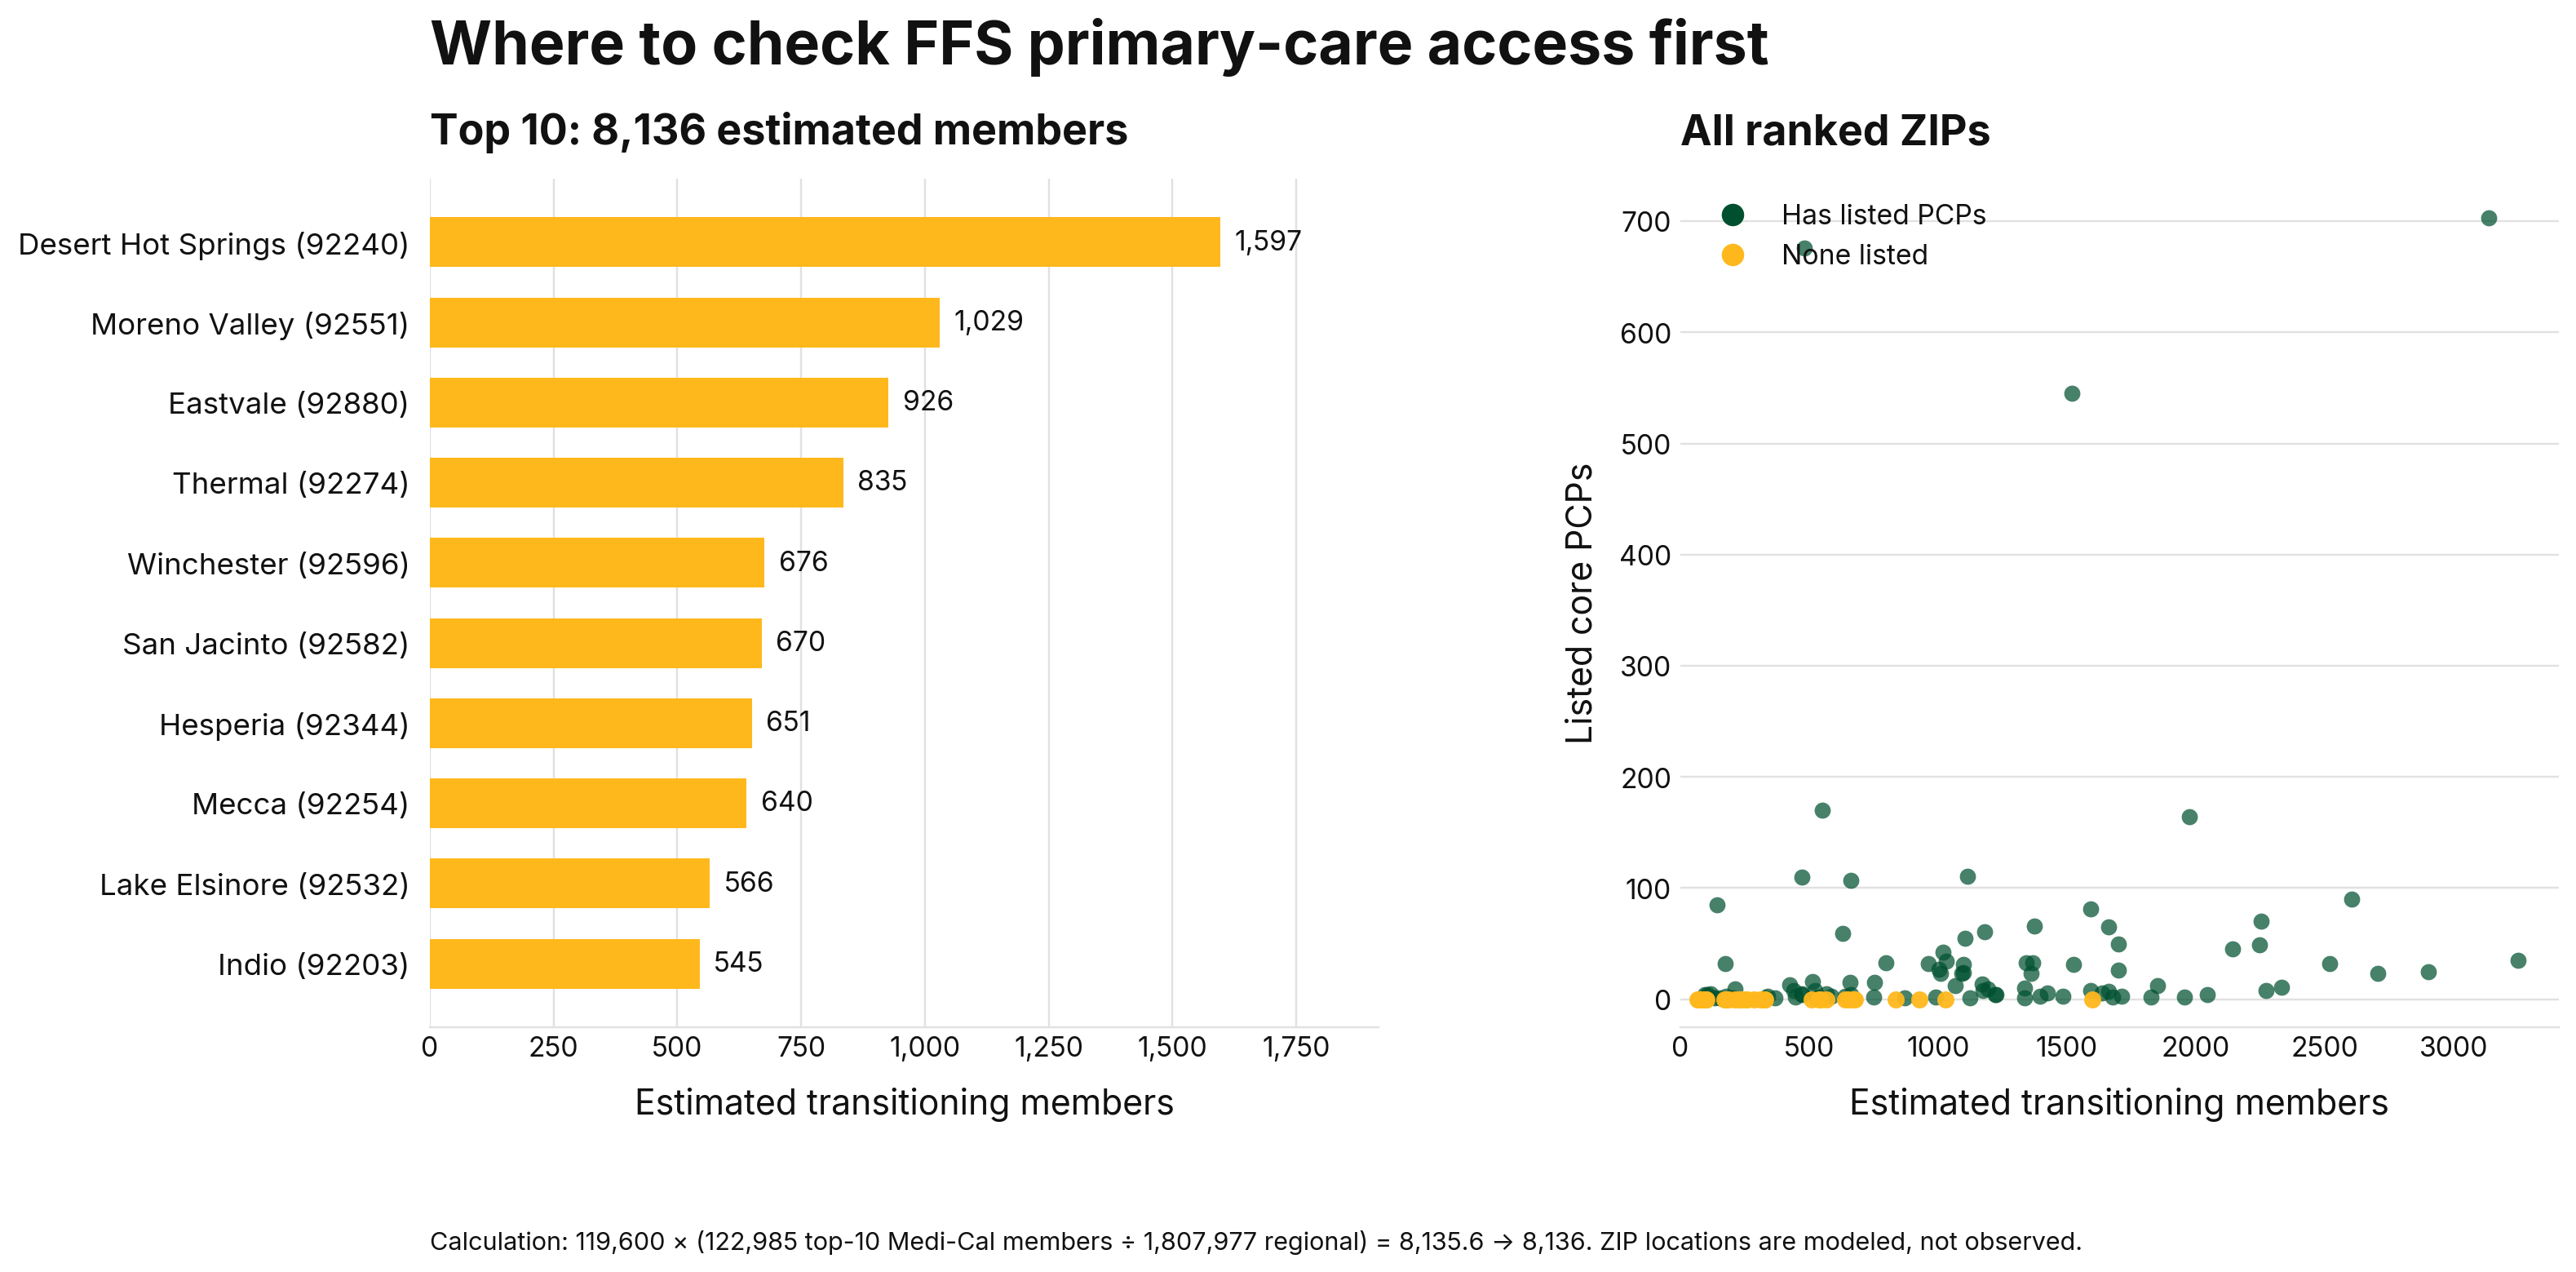 Where to check FFS primary-care access first
Top 10: 8,136 estimated members
Desert Hot Springs (92240)
1,597
Moreno Valley (92551)
1,029
Eastvale (92880)
926
Thermal (92274)
835
Winchester (92596)
676
San Jacinto (92582)
670
Hesperia (92344)
651
Mecca (92254)
640
Lake Elsinore (92532)
566
Indio (92203)
545
0 250 500 750 1,000 1,250 1,500 1,750
Estimated transitioning members
All ranked ZIPs
Has listed PCPs
None listed
Listed core PCPs
700
600
500
400
300
200
100
0
0 500 1000 1500 2000 2500 3000
Estimated transitioning members
Calculation: 119,600 × (122,985 top-10 Medi-Cal members ÷ 1,807,977 regional) = 8,135.6 → 8,136. ZIP locations are modeled, not observed.